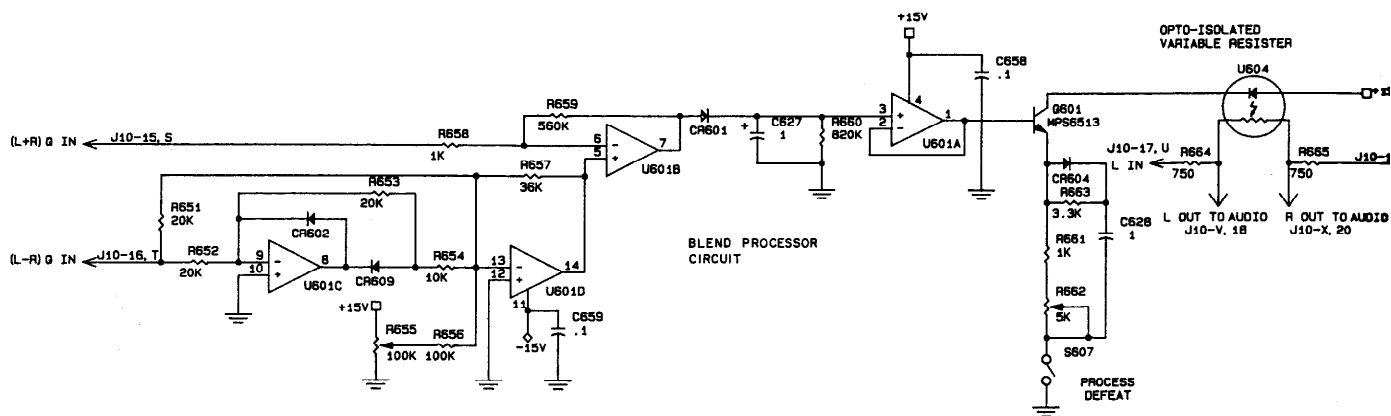 +15V
OPTO-ISOLATED
VARIABLE RESISTER
U604
C658
.1
4
R659
560K
CR601
C627
1
+
R660
820K
3
+
2
-
1
U601A
Q601
MPS6513
(L+R) Q IN
J10-15, S
R658
1K
6
-
5
+
7
U601B
R657
36K
J10-17, U
L IN
R664
750
R665
750
J10-1
CR604
R663
3.3K
C628
1
L OUT TO AUDIO
J10-V, 18
R OUT TO AUDIO
J10-X, 20
R651
20K
R653
20K
CR602
BLEND PROCESSOR
CIRCUIT
(L-R) Q IN
J10-16, T
R652
20K
9
-
10
+
8
U601C
CR609
R654
10K
13
-
12
+
14
U601D
11
-15V
C659
.1
R661
1K
R662
5K
+15V
R655
100K
R656
100K
S607
PROCESS
DEFEAT